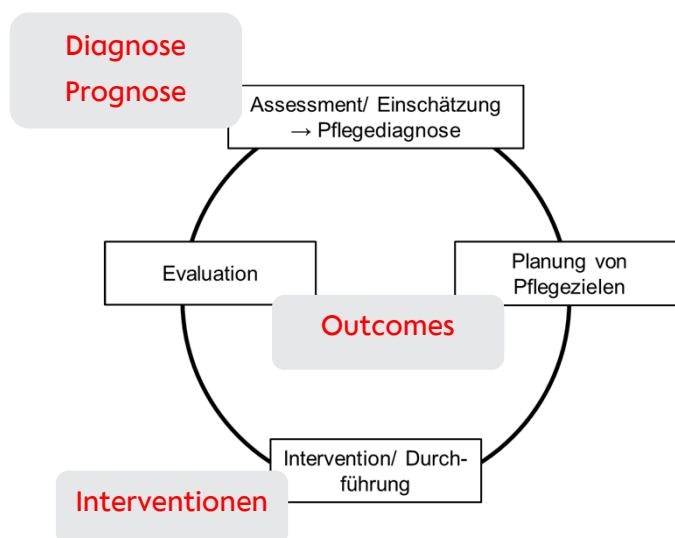 Diagnose
Prognose
Assessment/ Einschätzung
→ Pflegediagnose
Evaluation
Planung von
Pflegezielen
Outcomes
Intervention/ Durch-
führung
Interventionen